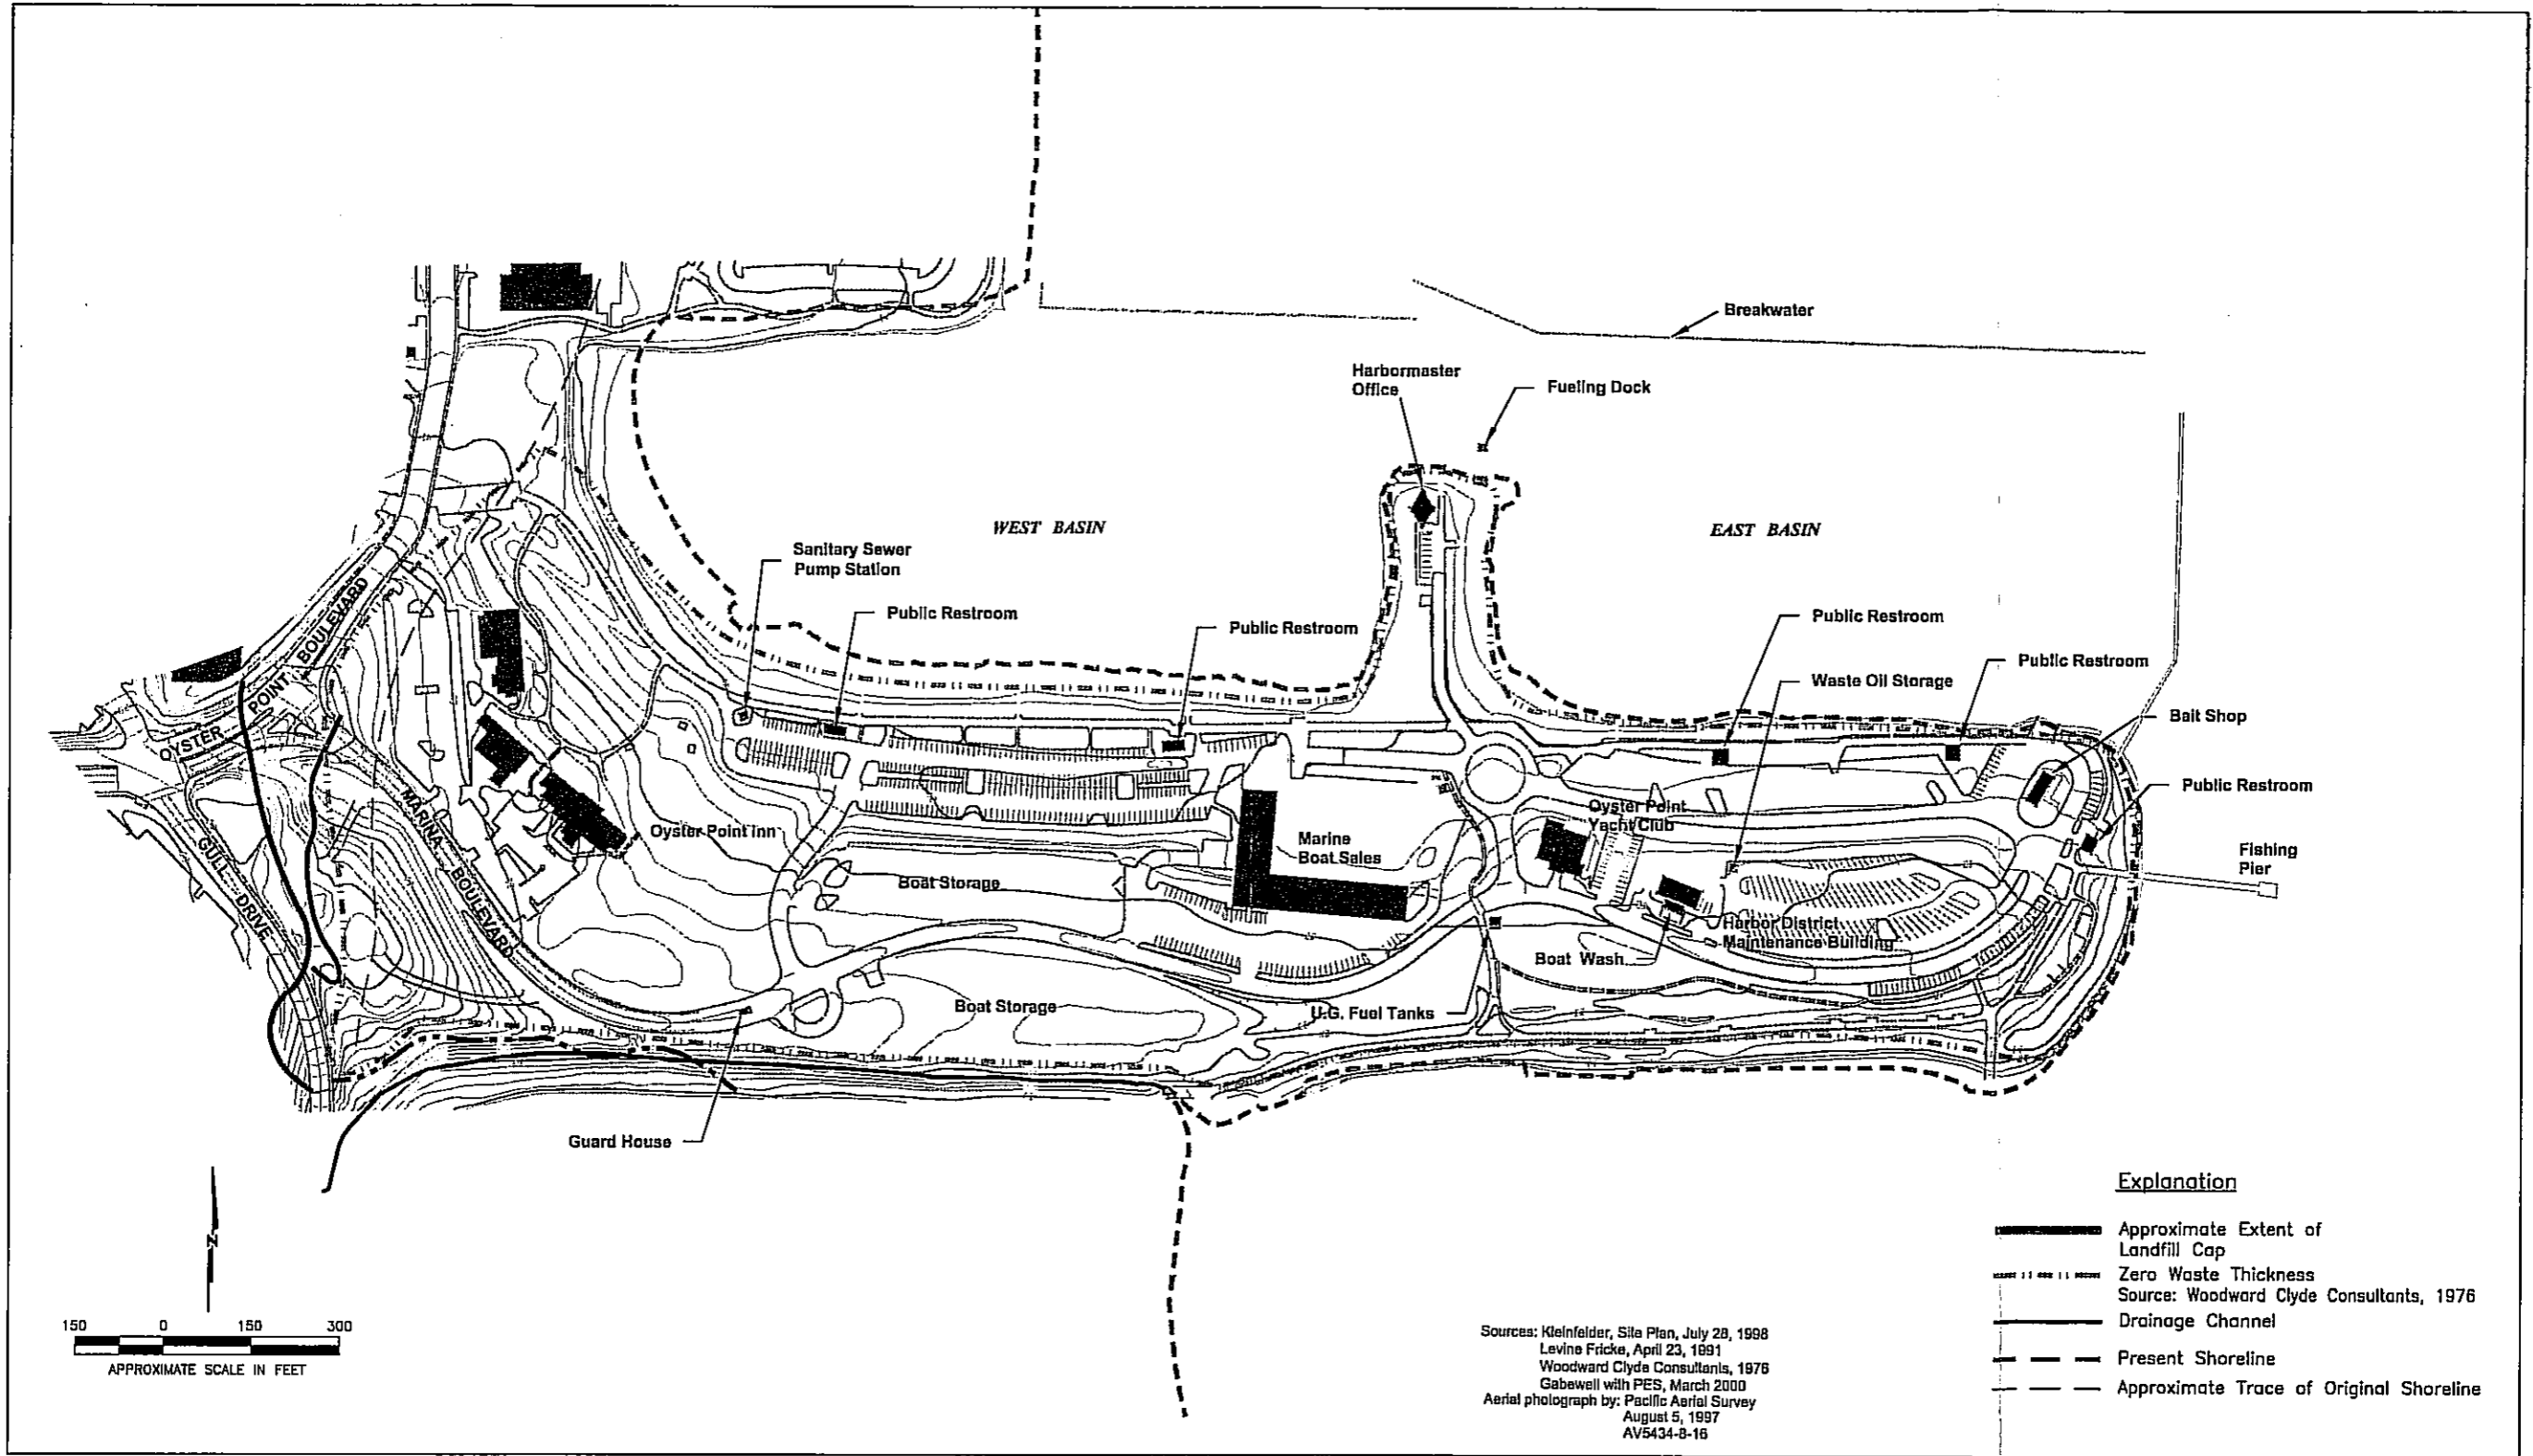 Breakwater
Harbormaster
Office
Fueling Dock
WEST BASIN
EAST BASIN
Sanitary Sewer
Pump Station
Public Restroom
Public Restroom
Public Restroom
Public Restroom
Waste Oil Storage
Bait Shop
Public Restroom
OYSTER POINT BOULEVARD
MARINA BOULEVARD
GULL DRIVE
Oyster Point Inn
Marine
Boat Sales
Oyster Point
Yacht Club
Fishing
Pier
Boat Storage
Harbor District
Maintenance Building
Boat Wash
Boat Storage
U.G. Fuel Tanks
Guard House
N
150 0 150 300
APPROXIMATE SCALE IN FEET
Sources: Kleinfelder, Site Plan, July 28, 1998
Levine Fricke, April 23, 1991
Woodward Clyde Consultants, 1976
Gabewell with PES, March 2000
Aerial photograph by: Pacific Aerial Survey
August 5, 1997
AV5434-8-16
Explanation
Approximate Extent of
Landfill Cap
Zero Waste Thickness
Source: Woodward Clyde Consultants, 1976
Drainage Channel
Present Shoreline
Approximate Trace of Original Shoreline